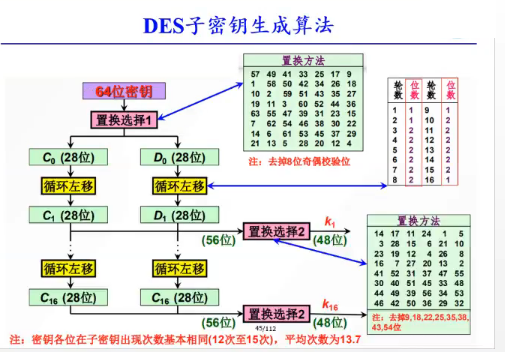 DES子密钥生成算法
64位密钥
置换选择1
C0 (28位) D0 (28位)
循环左移 循环左移
C1 (28位) D1 (28位)
循环左移 循环左移
C16 (28位) C16 (28位)
置换方法
57 49 41 33 25 17 9
1 58 50 42 34 26 18
10 2 59 51 43 35 27
19 11 3 60 52 44 36
63 55 47 39 31 23 15
7 62 54 46 38 30 22
14 6 61 53 45 37 29
21 13 5 28 20 12 4
注：去掉8位奇偶校验位
轮数 位数 轮数 位数
1 1 9 1
2 1 10 2
3 2 11 2
4 2 12 2
5 2 13 2
6 2 14 2
7 2 15 2
8 2 16 1
(56位) 置换选择2 k1 (48位)
(56位) 置换选择2 k16 (48位)
置换方法
14 17 11 24 1 5
3 28 15 6 21 10
23 19 12 4 26 8
16 7 27 20 13 2
41 52 31 37 47 55
30 40 51 45 33 48
44 49 39 56 34 53
46 42 50 36 29 32
注：去掉9,18,22,25,35,38,
43,54位
45/112
注：密钥各位在子密钥出现次数基本相同(12次至15次)，平均次数为13.7